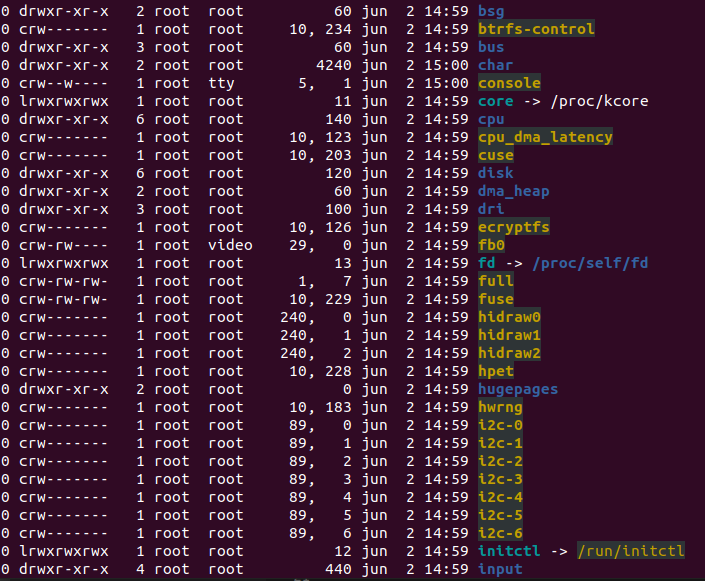 0 drwxr-xr-x   2 root  root          60 jun  2 14:59 bsg
0 crw-------   1 root  root     10, 234 jun  2 14:59 btrfs-control
0 drwxr-xr-x   3 root  root          60 jun  2 14:59 bus
0 drwxr-xr-x   2 root  root        4240 jun  2 15:00 char
0 crw--w----   1 root  tty       5,   1 jun  2 15:00 console
0 lrwxrwxrwx   1 root  root          11 jun  2 14:59 core -> /proc/kcore
0 drwxr-xr-x   6 root  root         140 jun  2 14:59 cpu
0 crw-------   1 root  root     10, 123 jun  2 14:59 cpu_dma_latency
0 crw-------   1 root  root     10, 203 jun  2 14:59 cuse
0 drwxr-xr-x   6 root  root         120 jun  2 14:59 disk
0 drwxr-xr-x   2 root  root          60 jun  2 14:59 dma_heap
0 drwxr-xr-x   3 root  root         100 jun  2 14:59 dri
0 crw-------   1 root  root     10, 126 jun  2 14:59 ecryptfs
0 crw-rw----   1 root  video    29,   0 jun  2 14:59 fb0
0 lrwxrwxrwx   1 root  root          13 jun  2 14:59 fd -> /proc/self/fd
0 crw-rw-rw-   1 root  root      1,   7 jun  2 14:59 full
0 crw-rw-rw-   1 root  root     10, 229 jun  2 14:59 fuse
0 crw-------   1 root  root    240,   0 jun  2 14:59 hidraw0
0 crw-------   1 root  root    240,   1 jun  2 14:59 hidraw1
0 crw-------   1 root  root    240,   2 jun  2 14:59 hidraw2
0 crw-------   1 root  root     10, 228 jun  2 14:59 hpet
0 drwxr-xr-x   2 root  root           0 jun  2 14:59 hugepages
0 crw-------   1 root  root     10, 183 jun  2 14:59 hwrng
0 crw-------   1 root  root     89,   0 jun  2 14:59 i2c-0
0 crw-------   1 root  root     89,   1 jun  2 14:59 i2c-1
0 crw-------   1 root  root     89,   2 jun  2 14:59 i2c-2
0 crw-------   1 root  root     89,   3 jun  2 14:59 i2c-3
0 crw-------   1 root  root     89,   4 jun  2 14:59 i2c-4
0 crw-------   1 root  root     89,   5 jun  2 14:59 i2c-5
0 crw-------   1 root  root     89,   6 jun  2 14:59 i2c-6
0 lrwxrwxrwx   1 root  root          12 jun  2 14:59 initctl -> /run/initctl
0 drwxr-xr-x   4 root  root         440 jun  2 14:59 input